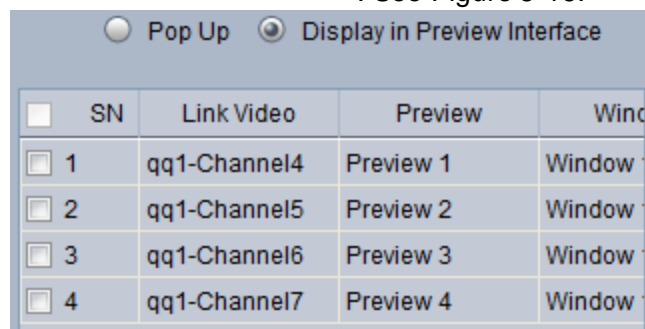 Pop Up Display in Preview Interface
SN Link Video Preview
1 qq1-Channel4 Preview 1 Window
2 qq1-Channel5 Preview 2 Window
3 qq1-Channel6 Preview 3 Window
4 qq1-Channel7 Preview 4 Window